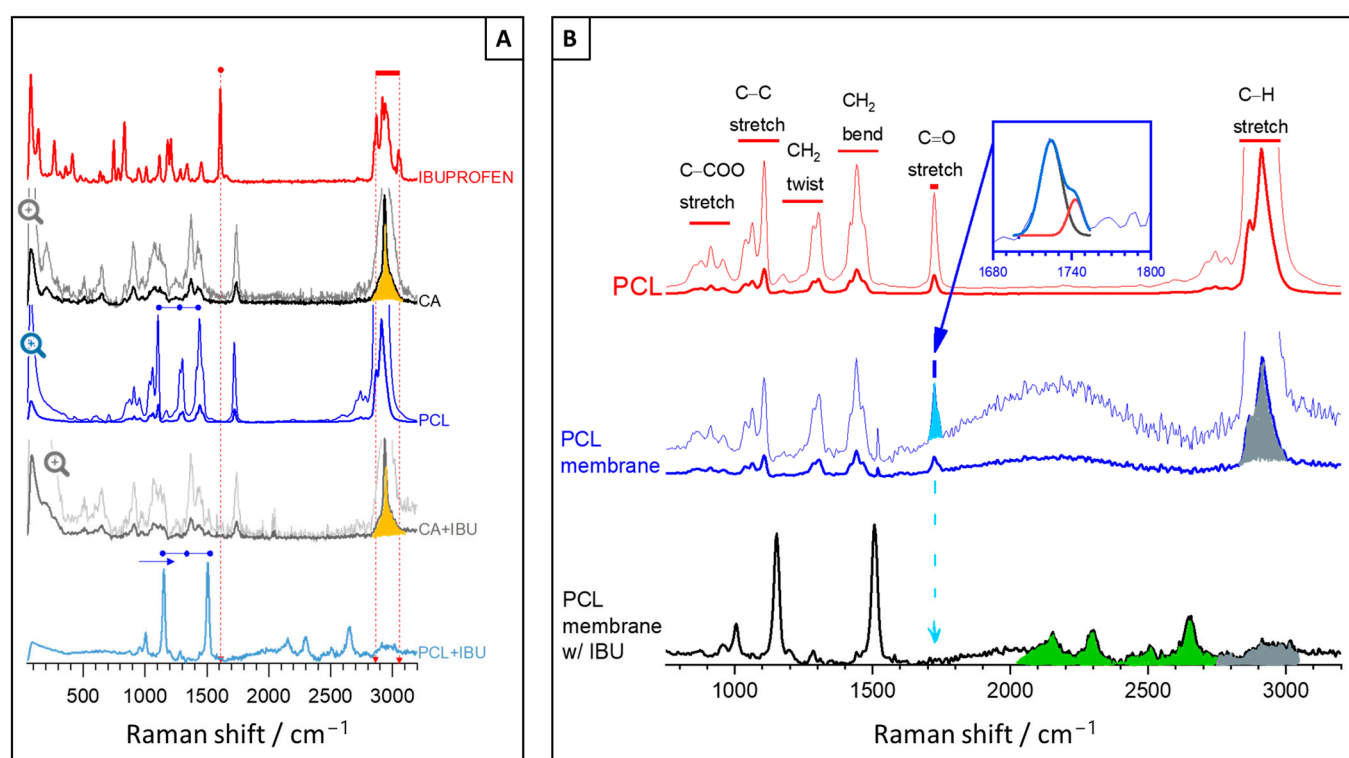 A
IBUPROFEN
CA
PCL
CA+IBU
PCL+IBU
500 1000 1500 2000 2500 3000
Raman shift / cm⁻¹
B
C–C
stretch
CH₂
bend
C–H
stretch
C–COO
stretch
CH₂
twist
C=O
stretch
1680 1740 1800
PCL
PCL
membrane
PCL
membrane
w/ IBU
1000 1500 2000 2500 3000
Raman shift / cm⁻¹